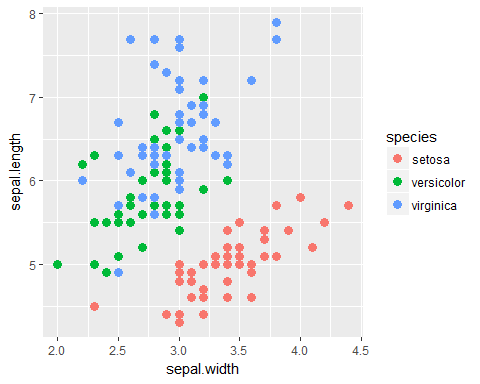 8
7
6
5
sepal.length
2.0 2.5 3.0 3.5 4.0 4.5
sepal.width
species
setosa
versicolor
virginica